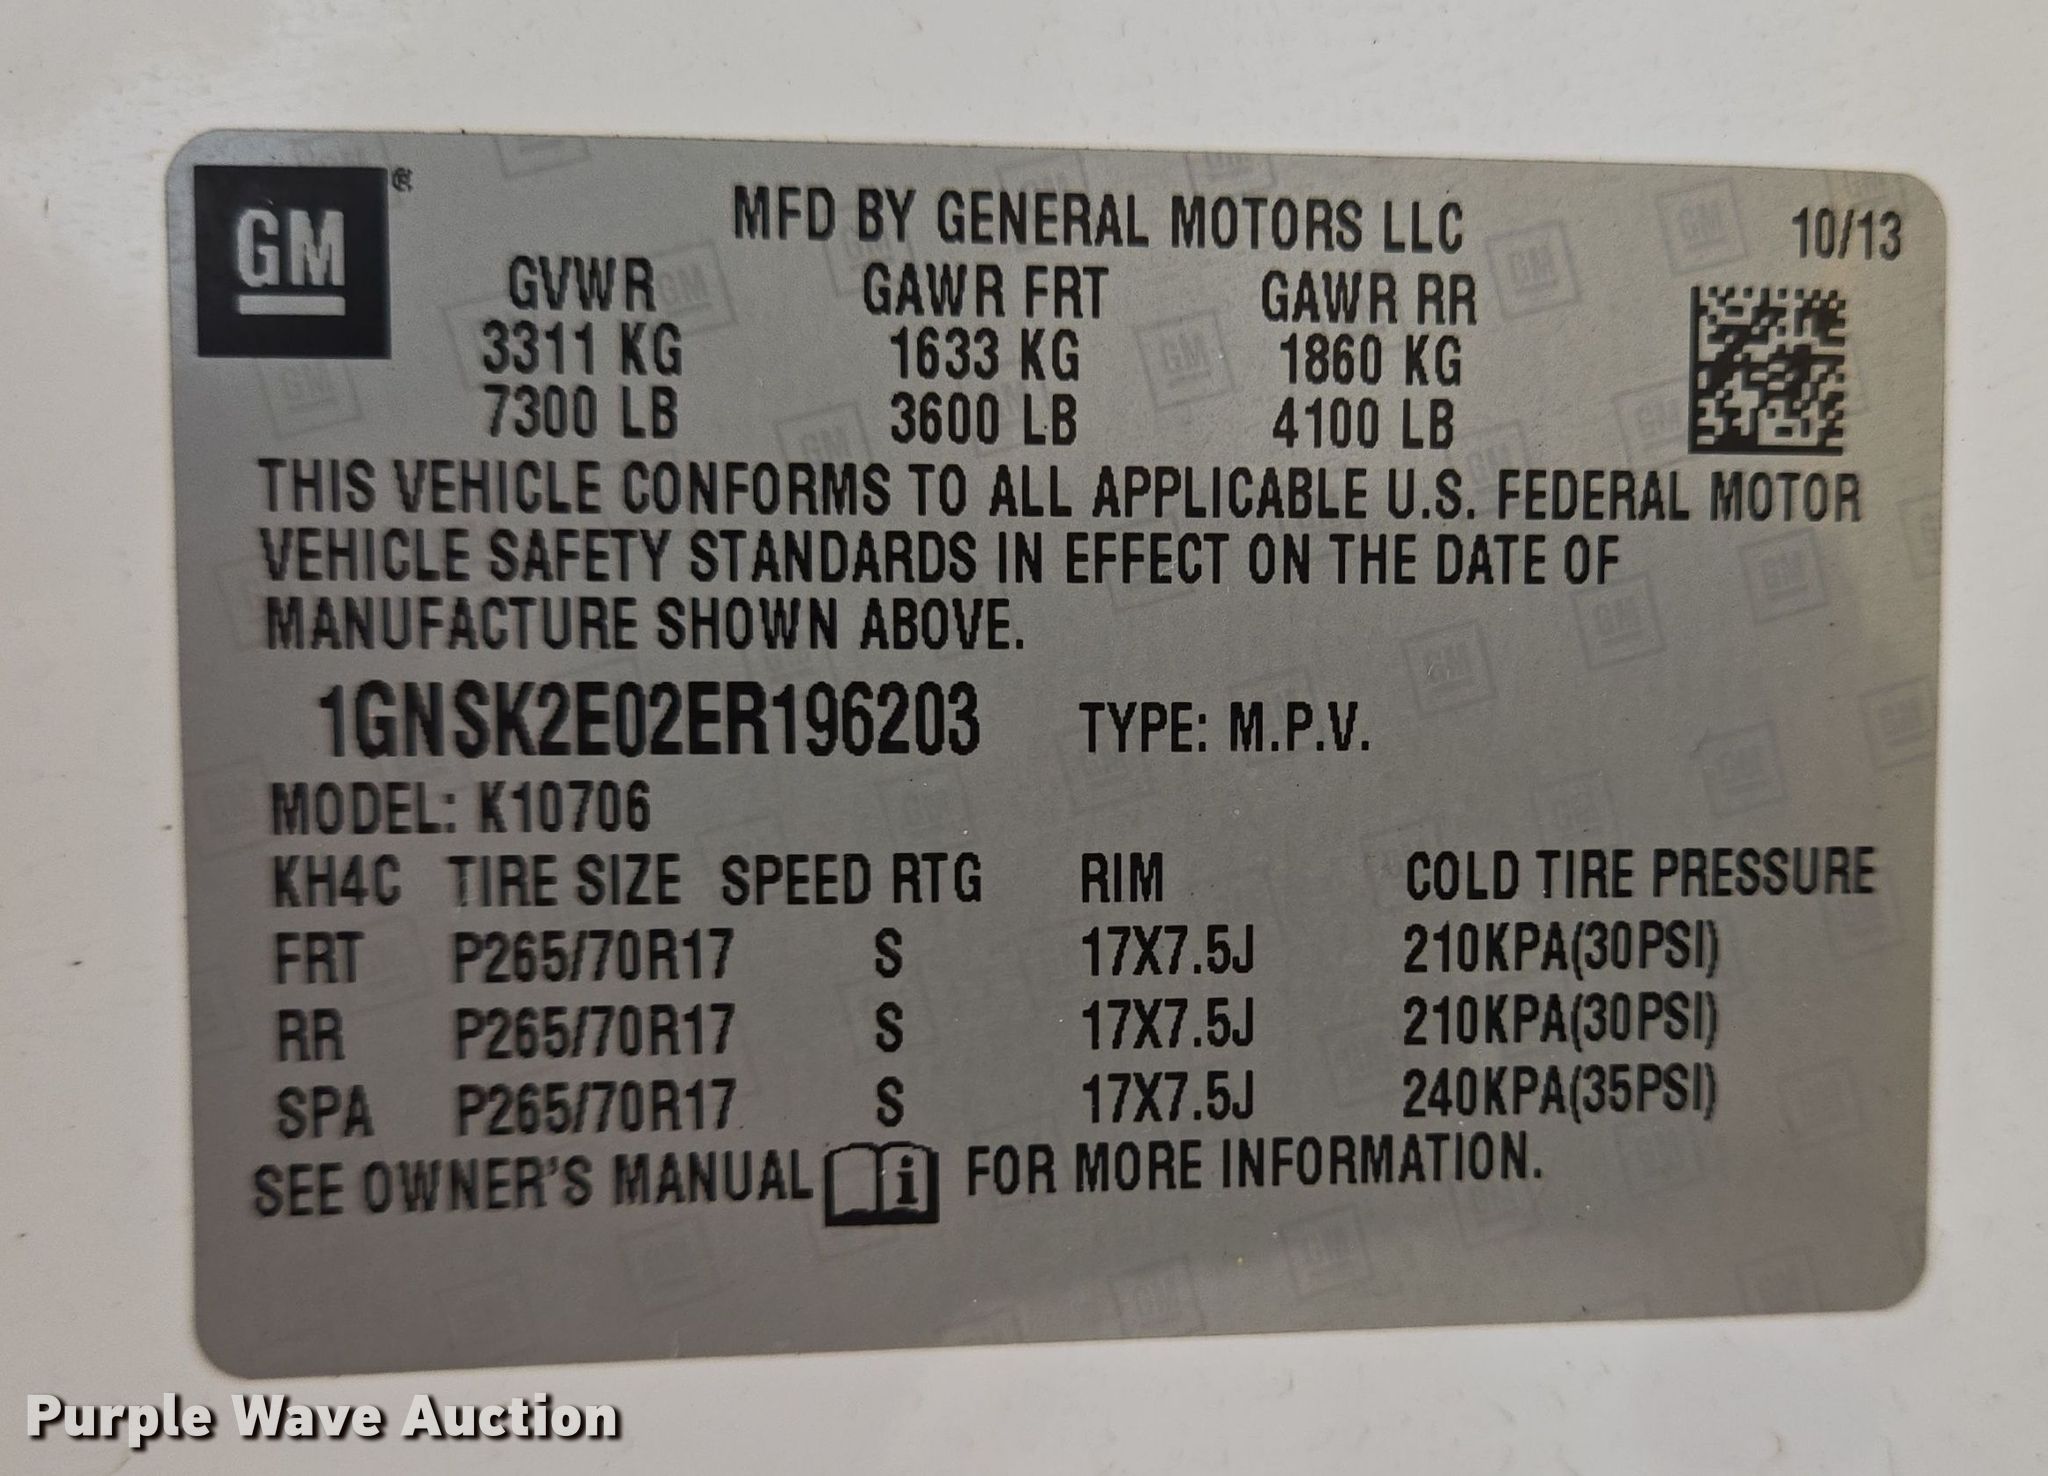 GM®
MFD BY GENERAL MOTORS LLC 10/13
GVWR GAWR FRT GAWR RR
3311 KG 1633 KG 1860 KG
7300 LB 3600 LB 4100 LB
THIS VEHICLE CONFORMS TO ALL APPLICABLE U.S. FEDERAL MOTOR
VEHICLE SAFETY STANDARDS IN EFFECT ON THE DATE OF
MANUFACTURE SHOWN ABOVE.
1GNSK2E02ER196203 TYPE: M.P.V.
MODEL: K10706
KH4C TIRE SIZE SPEED RTG RIM COLD TIRE PRESSURE
FRT P265/70R17 S 17X7.5J 210KPA(30PSI)
RR P265/70R17 S 17X7.5J 210KPA(30PSI)
SPA P265/70R17 S 17X7.5J 240KPA(35PSI)
SEE OWNER'S MANUAL i FOR MORE INFORMATION.
Purple Wave Auction